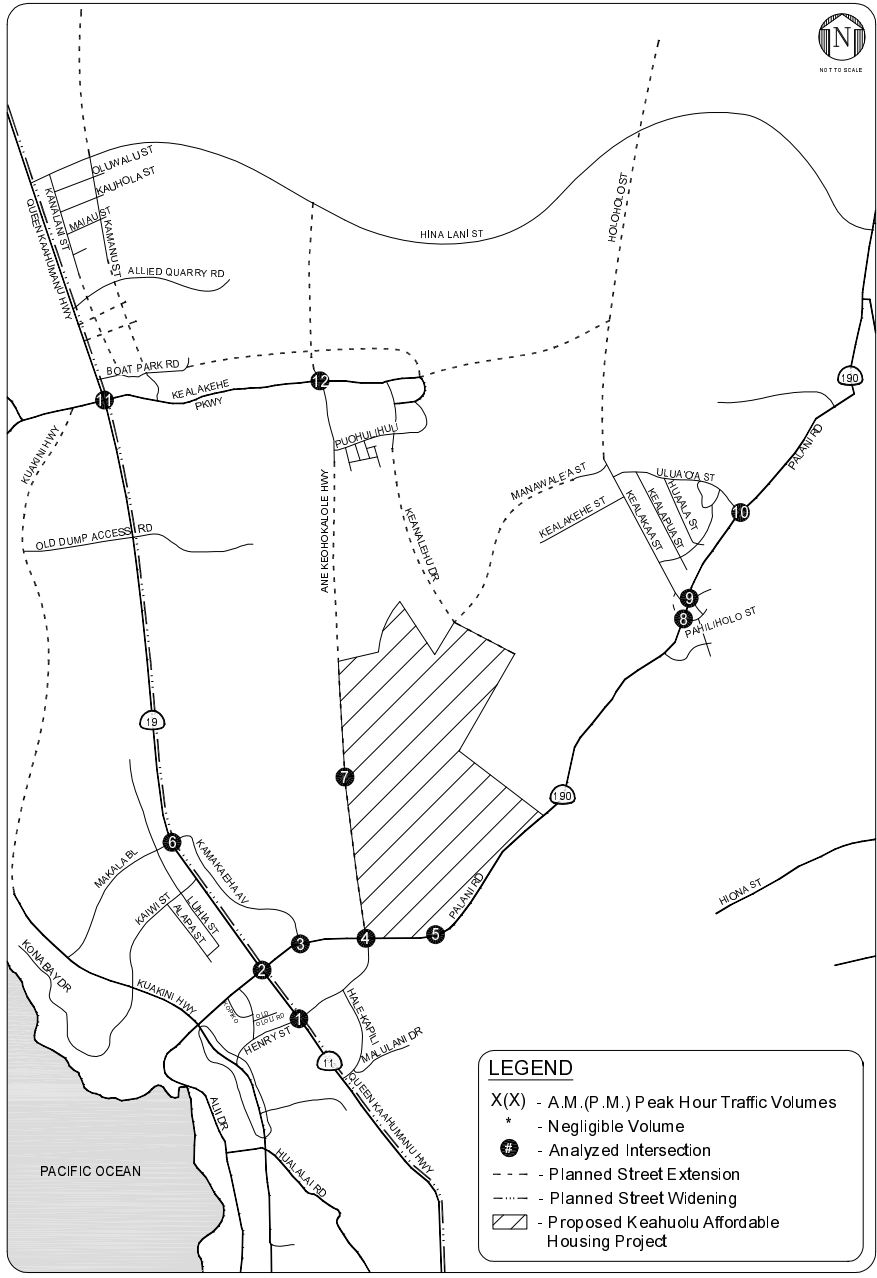 N
NOT TO SCALE
OLUWALU ST
KAUHOLA ST
MAIAU ST
KANALANI ST
KAMANU ST
QUEEN KAAHUMANU HWY
ALLIED QUARRY RD
HINA LANI ST
HOLOHOLO ST
BOAT PARK RD
KEALAKEHE
PKWY
11
12
190
PALANI RD
KUAKINI HWY
PUOHULIHULI
ANE KEOHOKALOLE HWY
KEANALEHU DR
MANAWALE'A ST
KEALAKEHE ST
ULUA'O'A ST
HUAALA ST
KEALAPUA ST
KEALAKAA ST
10
OLD DUMP ACCESS RD
9
8
PAHILIHOLO ST
19
7
190
6
MAKALA BL
KAMAKAEHA AV
KAIWI ST
LUHIA ST
ALAPA ST
PALANI RD
HIONA ST
3
4
5
2
KONA BAY DR
KUAKINI HWY
KOPIKO
OLD
OLOLI RD
1
HENRY ST
HALE-KAPILI
MALULANI DR
11
QUEEN KAAHUMANU HWY
ALII DR
HUALALAI RD
PACIFIC OCEAN
LEGEND
X(X) - A.M.(P.M.) Peak Hour Traffic Volumes
* - Negligible Volume
# - Analyzed Intersection
- Planned Street Extension
- Planned Street Widening
- Proposed Keahuolu Affordable
Housing Project